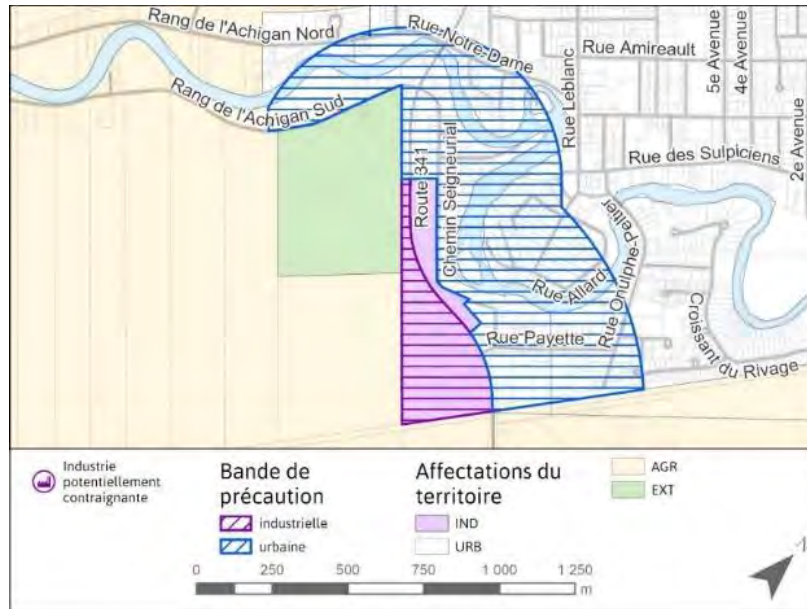 Rang de l'Achigan Nord
Rue Notre-Dame
Rue Amireault
5e Avenue
4e Avenue
2e Avenue
Rang de l'Achigan Sud
Rue Leblanc
Rue des Sulpiciens
Route 341
Chemin Seigneurial
Rue Allard
Rue Onulphe-Peltier
Rue Payette
Croissant du Rivage
Industrie
potentiellement
contraignante
Bande de
précaution
industrielle
urbaine
Affectations du
territoire
IND
URB
AGR
EXT
0 250 500 750 1 000 1 250
m